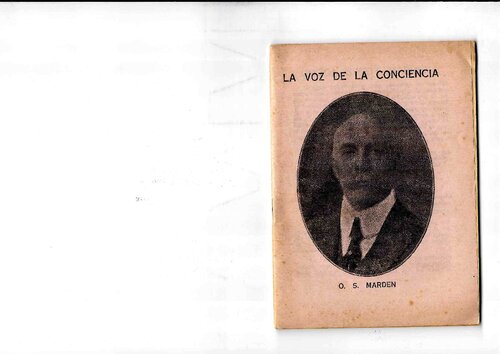 LA VOZ DE LA CONCIENCIA
O. S. MARDEN